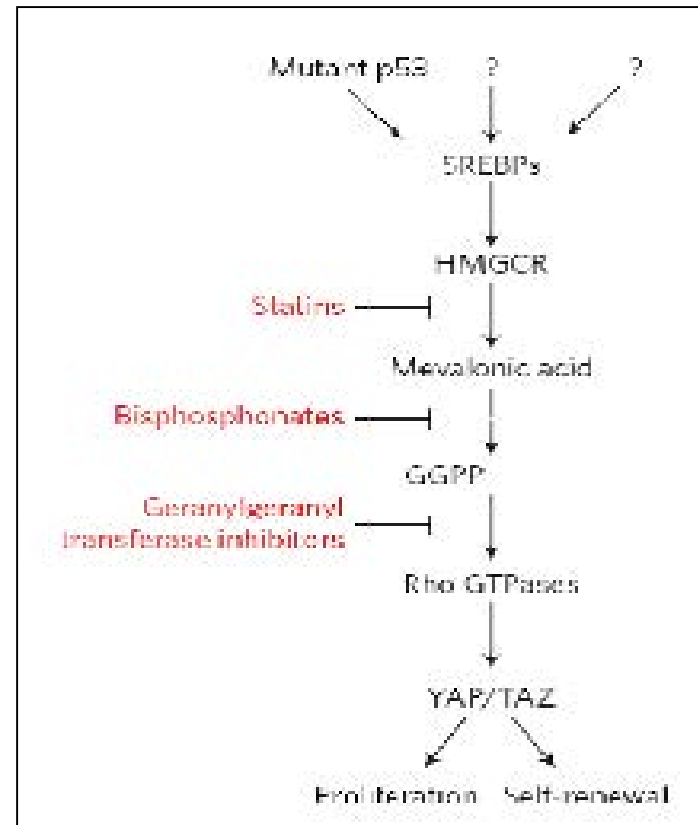 Mutant p53 ? ?
SREBPs
HMGCR
Statins
Mevalonic acid
Bisphosphonates
GGPP
Geranylgeranyl
transferase inhibitors
Rho GTPases
YAP/TAZ
Proliferation Self-renewal